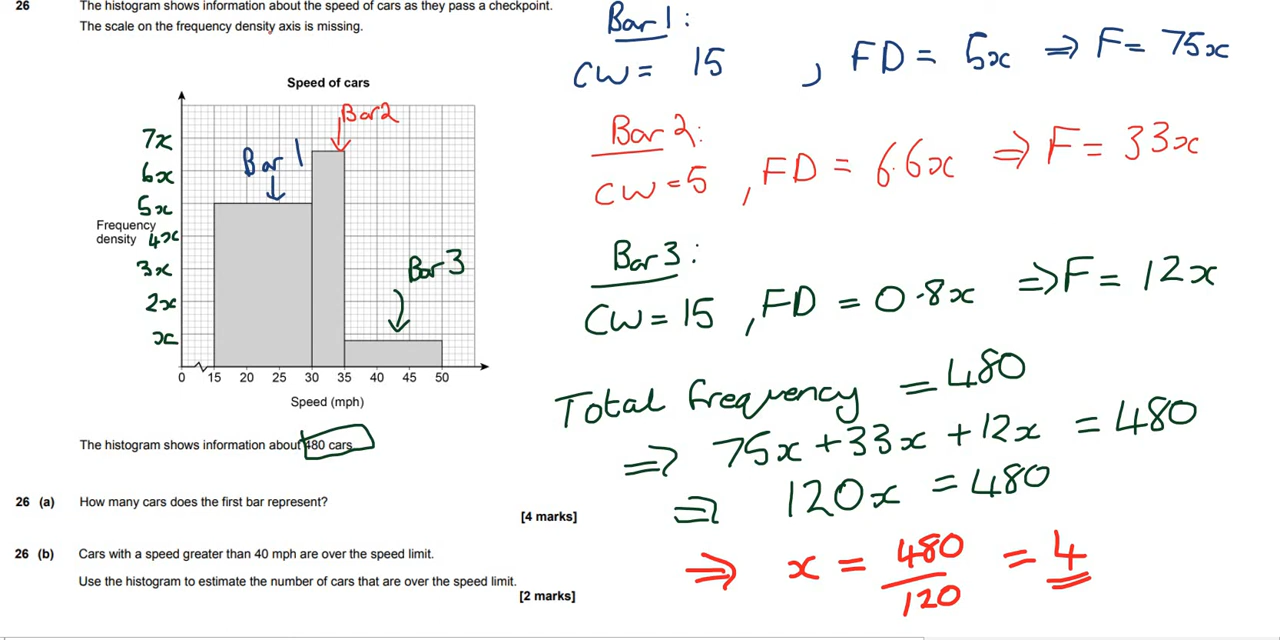 26 The histogram shows information about the speed of cars as they pass a checkpoint.
The scale on the frequency density axis is missing.
Speed of cars
7x
6x
5x
4x
3x
2x
x
Frequency
density
Bar 1
Bar 2
Bar 3
0 15 20 25 30 35 40 45 50
Speed (mph)
The histogram shows information about 480 cars.
26 (a) How many cars does the first bar represent?
[4 marks]
26 (b) Cars with a speed greater than 40 mph are over the speed limit.
Use the histogram to estimate the number of cars that are over the speed limit.
[2 marks]
Bar 1:
CW = 15 , FD = 5x ⇒ F = 75x
Bar 2:
CW = 5 , FD = 6.6x ⇒ F = 33x
Bar 3:
CW = 15 , FD = 0.8x ⇒ F = 12x
Total frequency = 480
⇒ 75x + 33x + 12x = 480
⇒ 120x = 480
⇒ x = 480/120 = 4